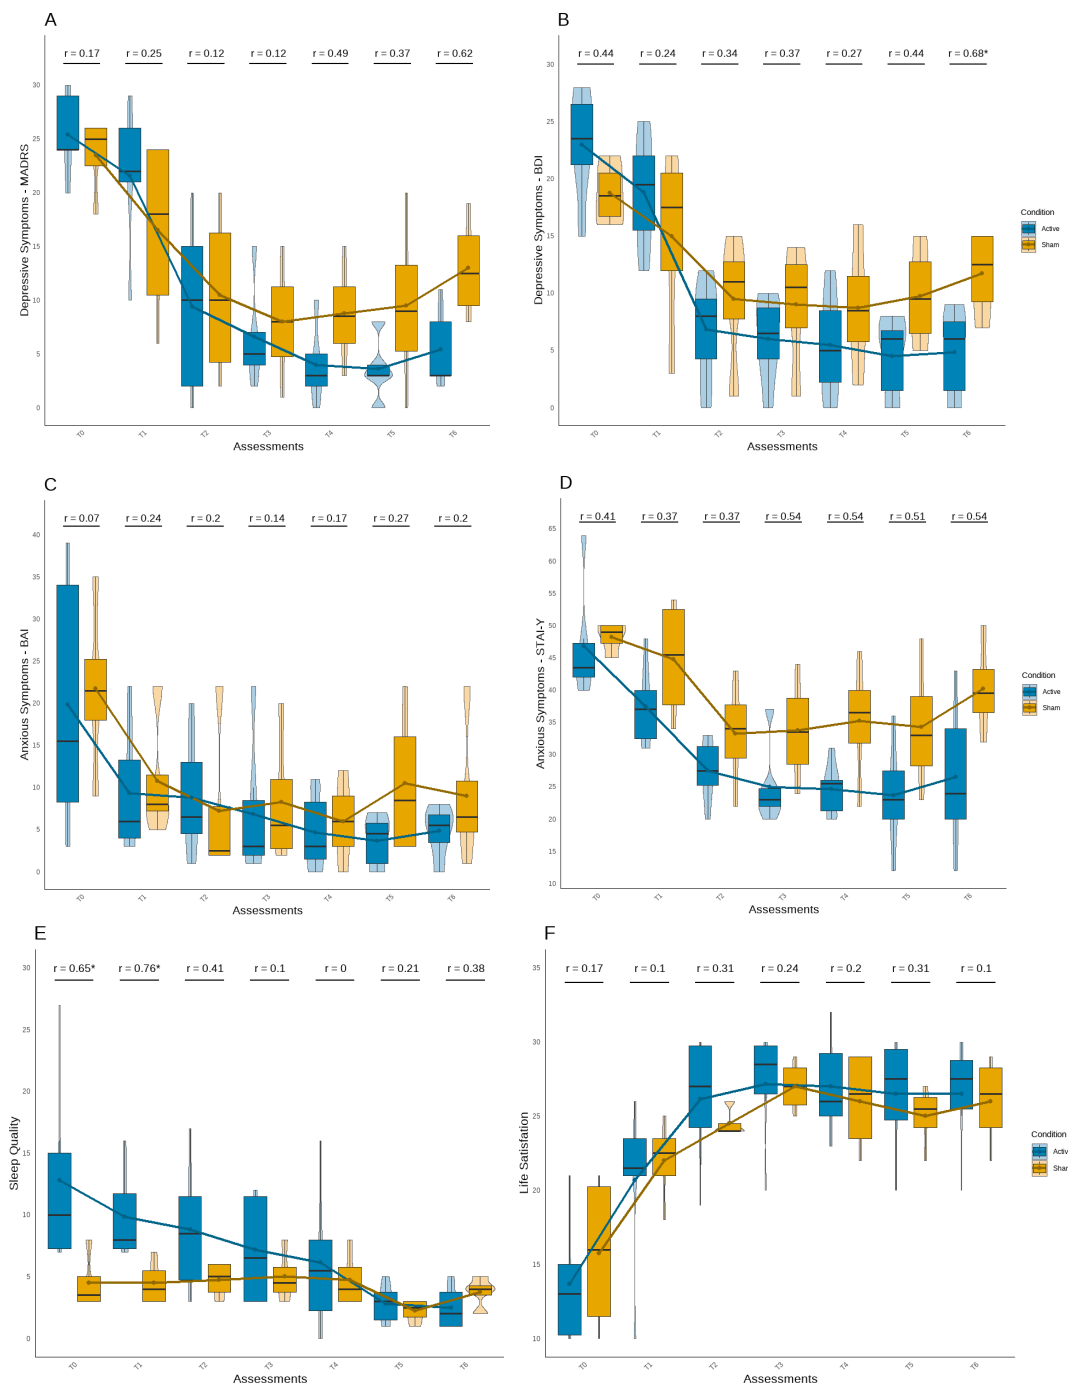 A
r = 0.17 r = 0.25 r = 0.12 r = 0.12 r = 0.49 r = 0.37 r = 0.62
Depressive Symptoms - MADRS
30
25
20
15
10
5
0
T0 T1 T2 T3 T4 T5 T6
Assessments
B
r = 0.44 r = 0.24 r = 0.34 r = 0.37 r = 0.27 r = 0.44 r = 0.68*
Depressive Symptoms - BDI
30
25
20
15
10
5
0
T0 T1 T2 T3 T4 T5 T6
Assessments
Condition
Active
Sham
C
r = 0.07 r = 0.24 r = 0.2 r = 0.14 r = 0.17 r = 0.27 r = 0.2
Anxious Symptoms - BAI
40
35
30
25
20
15
10
5
0
T0 T1 T2 T3 T4 T5 T6
Assessments
D
r = 0.41 r = 0.37 r = 0.37 r = 0.54 r = 0.54 r = 0.51 r = 0.54
Anxious Symptoms - STAI-Y
65
60
55
50
45
40
35
30
25
20
15
10
T0 T1 T2 T3 T4 T5 T6
Assessments
Condition
Active
Sham
E
r = 0.65* r = 0.76* r = 0.41 r = 0.1 r = 0 r = 0.21 r = 0.38
Sleep Quality
30
25
20
15
10
5
0
T0 T1 T2 T3 T4 T5 T6
Assessments
F
r = 0.17 r = 0.1 r = 0.31 r = 0.24 r = 0.2 r = 0.31 r = 0.1
Life Satisfation
35
30
25
20
15
10
T0 T1 T2 T3 T4 T5 T6
Assessments
Condition
Activ
Shar